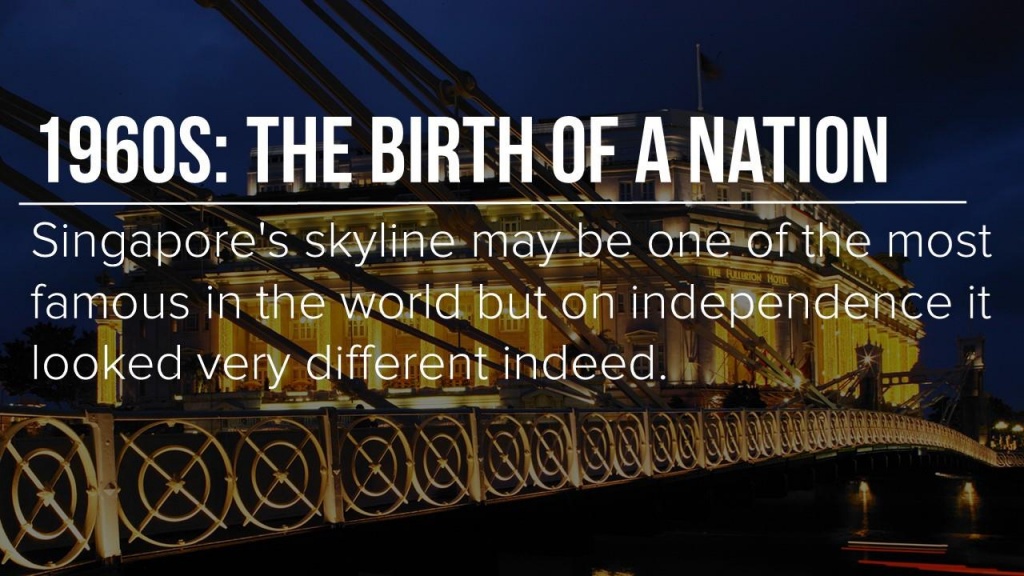 1960S: THE BIRTH OF A NATION
Singapore's skyline may be one of the most
famous in the world but on independence it
looked very different indeed.
THE FULLERTON HOTEL